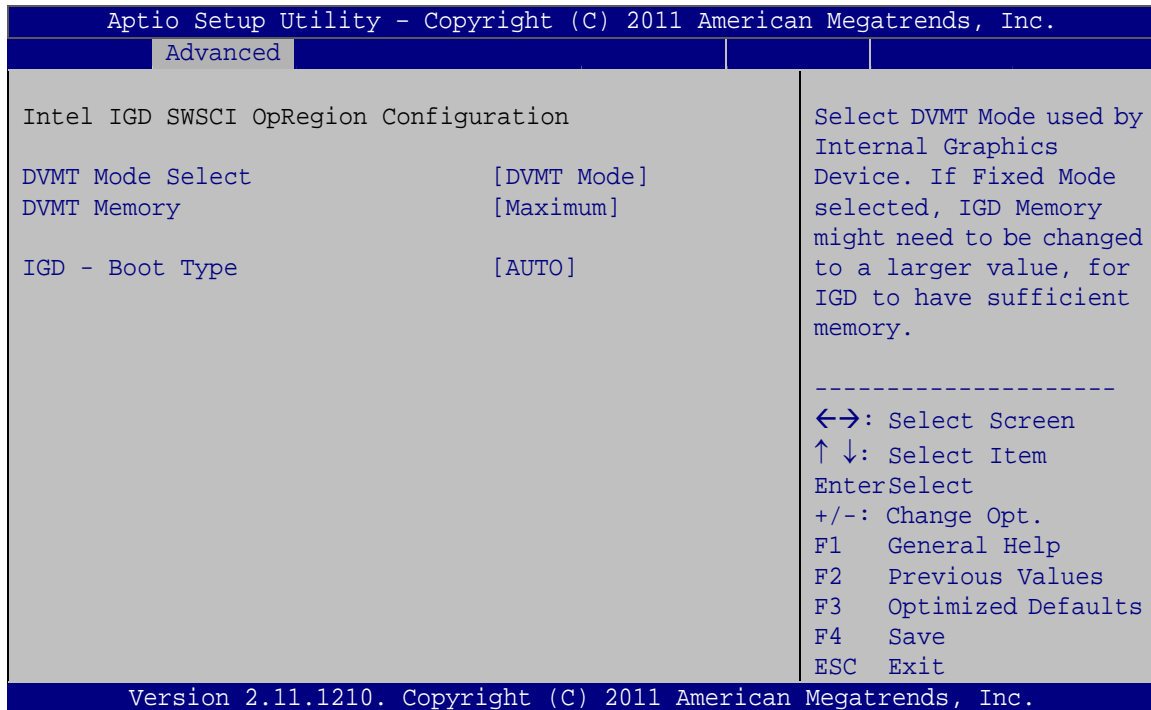 Aptio Setup Utility – Copyright (C) 2011 American Megatrends, Inc.
Advanced
Intel IGD SWSCI OpRegion Configuration
DVMT Mode Select [DVMT Mode]
DVMT Memory [Maximum]
IGD - Boot Type [AUTO]
Select DVMT Mode used by
Internal Graphics
Device. If Fixed Mode
selected, IGD Memory
might need to be changed
to a larger value, for
IGD to have sufficient
memory.
---------------------
←→: Select Screen
↑ ↓: Select Item
EnterSelect
+/-: Change Opt.
F1 General Help
F2 Previous Values
F3 Optimized Defaults
F4 Save
ESC Exit
Version 2.11.1210. Copyright (C) 2011 American Megatrends, Inc.